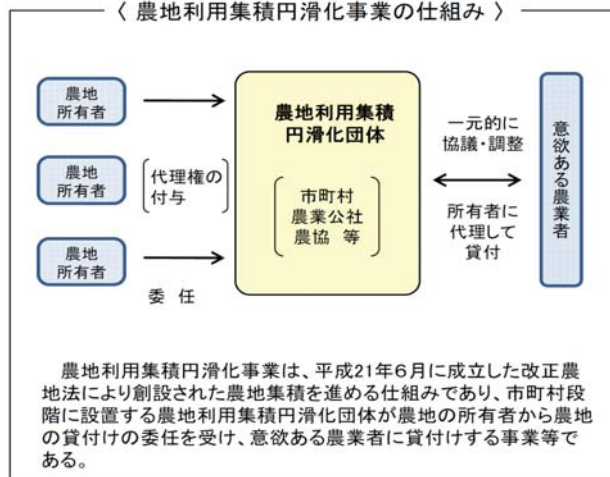 〈 農地利用集積円滑化事業の仕組み 〉
農地
所有者
農地
所有者
農地
所有者
代理権の
付与
委 任
農地利用集積
円滑化団体
市町村
農業公社
農協 等
一元的に
協議・調整
所有者に
代理して
貸付
意欲ある農業者
農地利用集積円滑化事業は、平成21年6月に成立した改正農
地法により創設された農地集積を進める仕組みであり、市町村段
階に設置する農地利用集積円滑化団体が農地の所有者から農地
の貸付けの委任を受け、意欲ある農業者に貸付けする事業等で
ある。